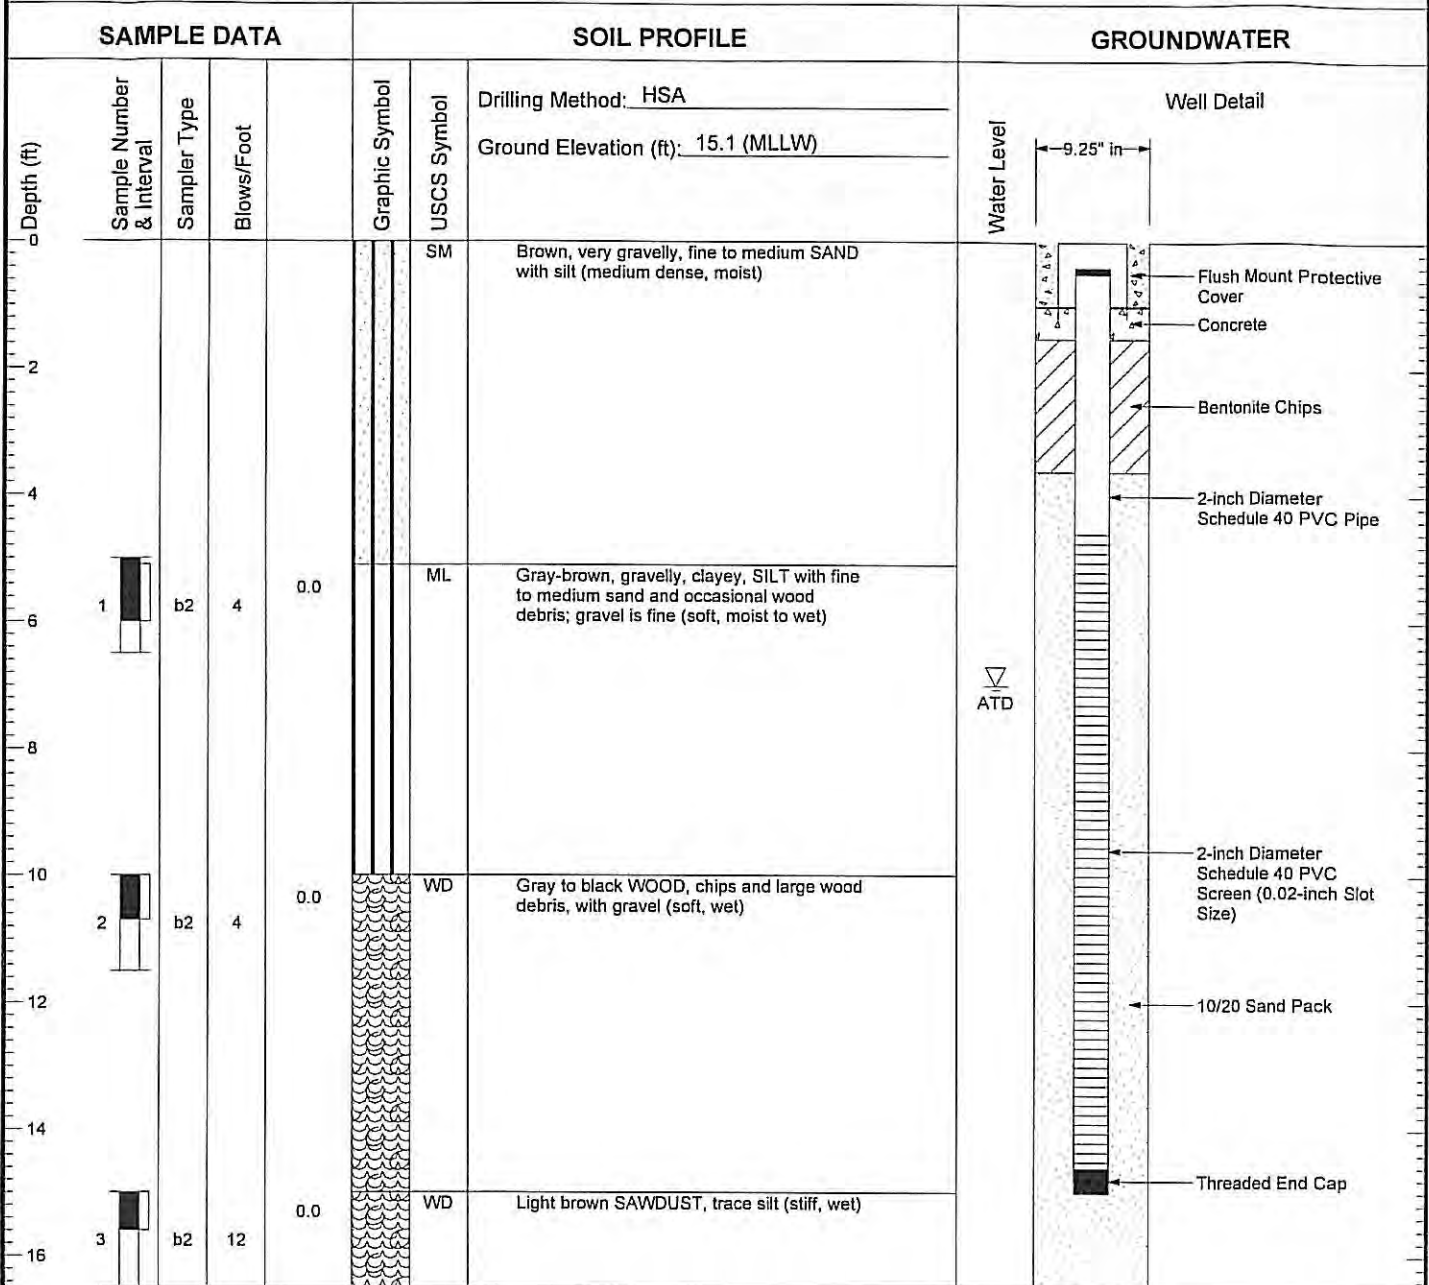 SAMPLE DATA
SOIL PROFILE
GROUNDWATER
Depth (ft)
Sample Number
& Interval
Sampler Type
Blows/Foot
Graphic Symbol
USCS Symbol
Drilling Method: HSA
Ground Elevation (ft): 15.1 (MLLW)
Water Level
Well Detail
9.25" in
0
SM
Brown, very gravelly, fine to medium SAND
with silt (medium dense, moist)
Flush Mount Protective
Cover
Concrete
2
Bentonite Chips
4
2-inch Diameter
Schedule 40 PVC Pipe
1
b2
4
0.0
ML
Gray-brown, gravelly, clayey, SILT with fine
to medium sand and occasional wood
debris; gravel is fine (soft, moist to wet)
6
ATD
8
2-inch Diameter
Schedule 40 PVC
Screen (0.02-inch Slot
Size)
10
2
b2
4
0.0
WD
Gray to black WOOD, chips and large wood
debris, with gravel (soft, wet)
12
10/20 Sand Pack
14
Threaded End Cap
3
b2
12
0.0
WD
Light brown SAWDUST, trace silt (stiff, wet)
16